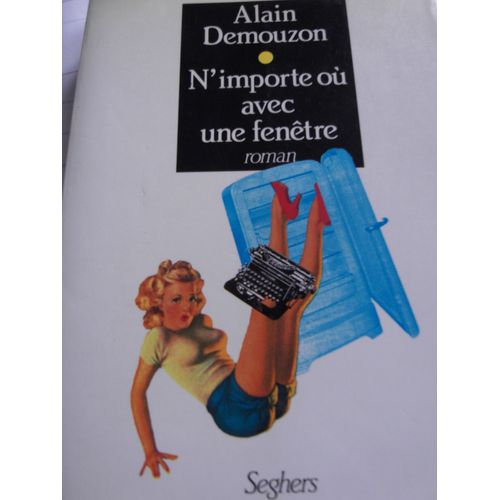 Alain
Demouzon
N'importe où
avec
une fenêtre
roman
Seghers